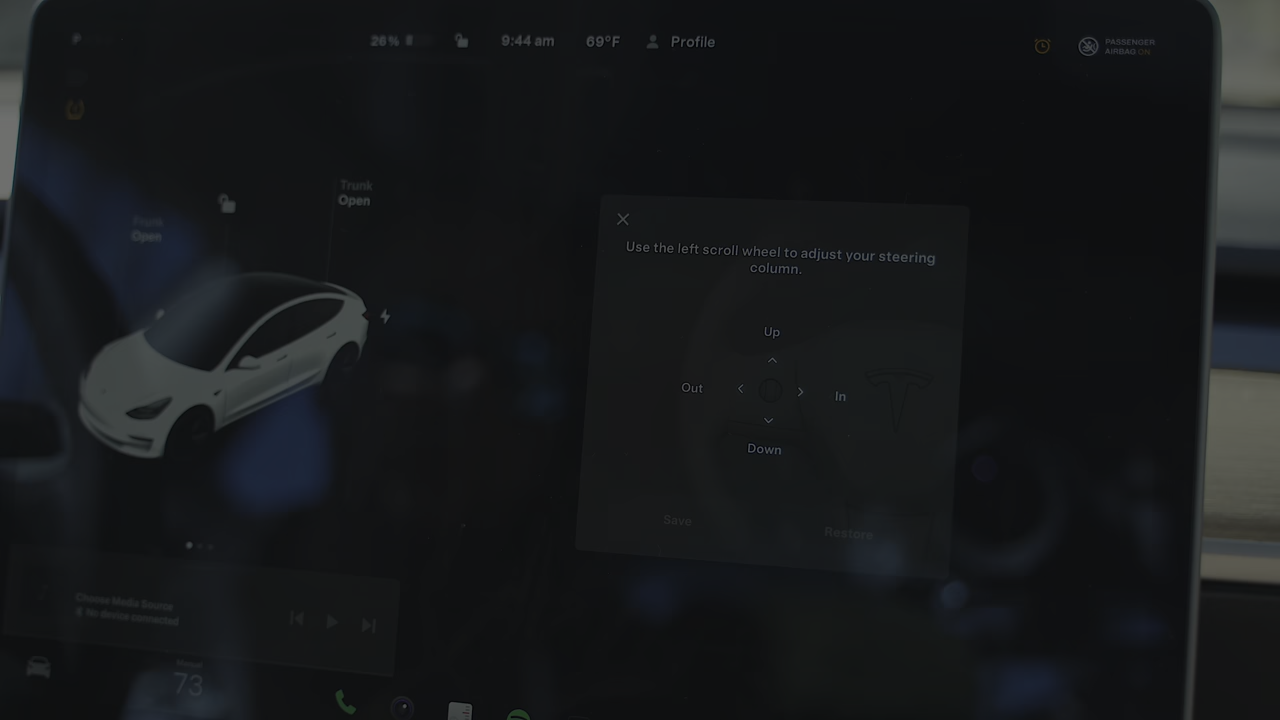 P
26%
9:44 am
69°F
Profile
PASSENGER
AIRBAG ON
Trunk
Open
Frunk
Open
Use the left scroll wheel to adjust your steering
column.
Up
Out
In
Down
Save
Restore
Choose Media Source
No device connected
Manual
73